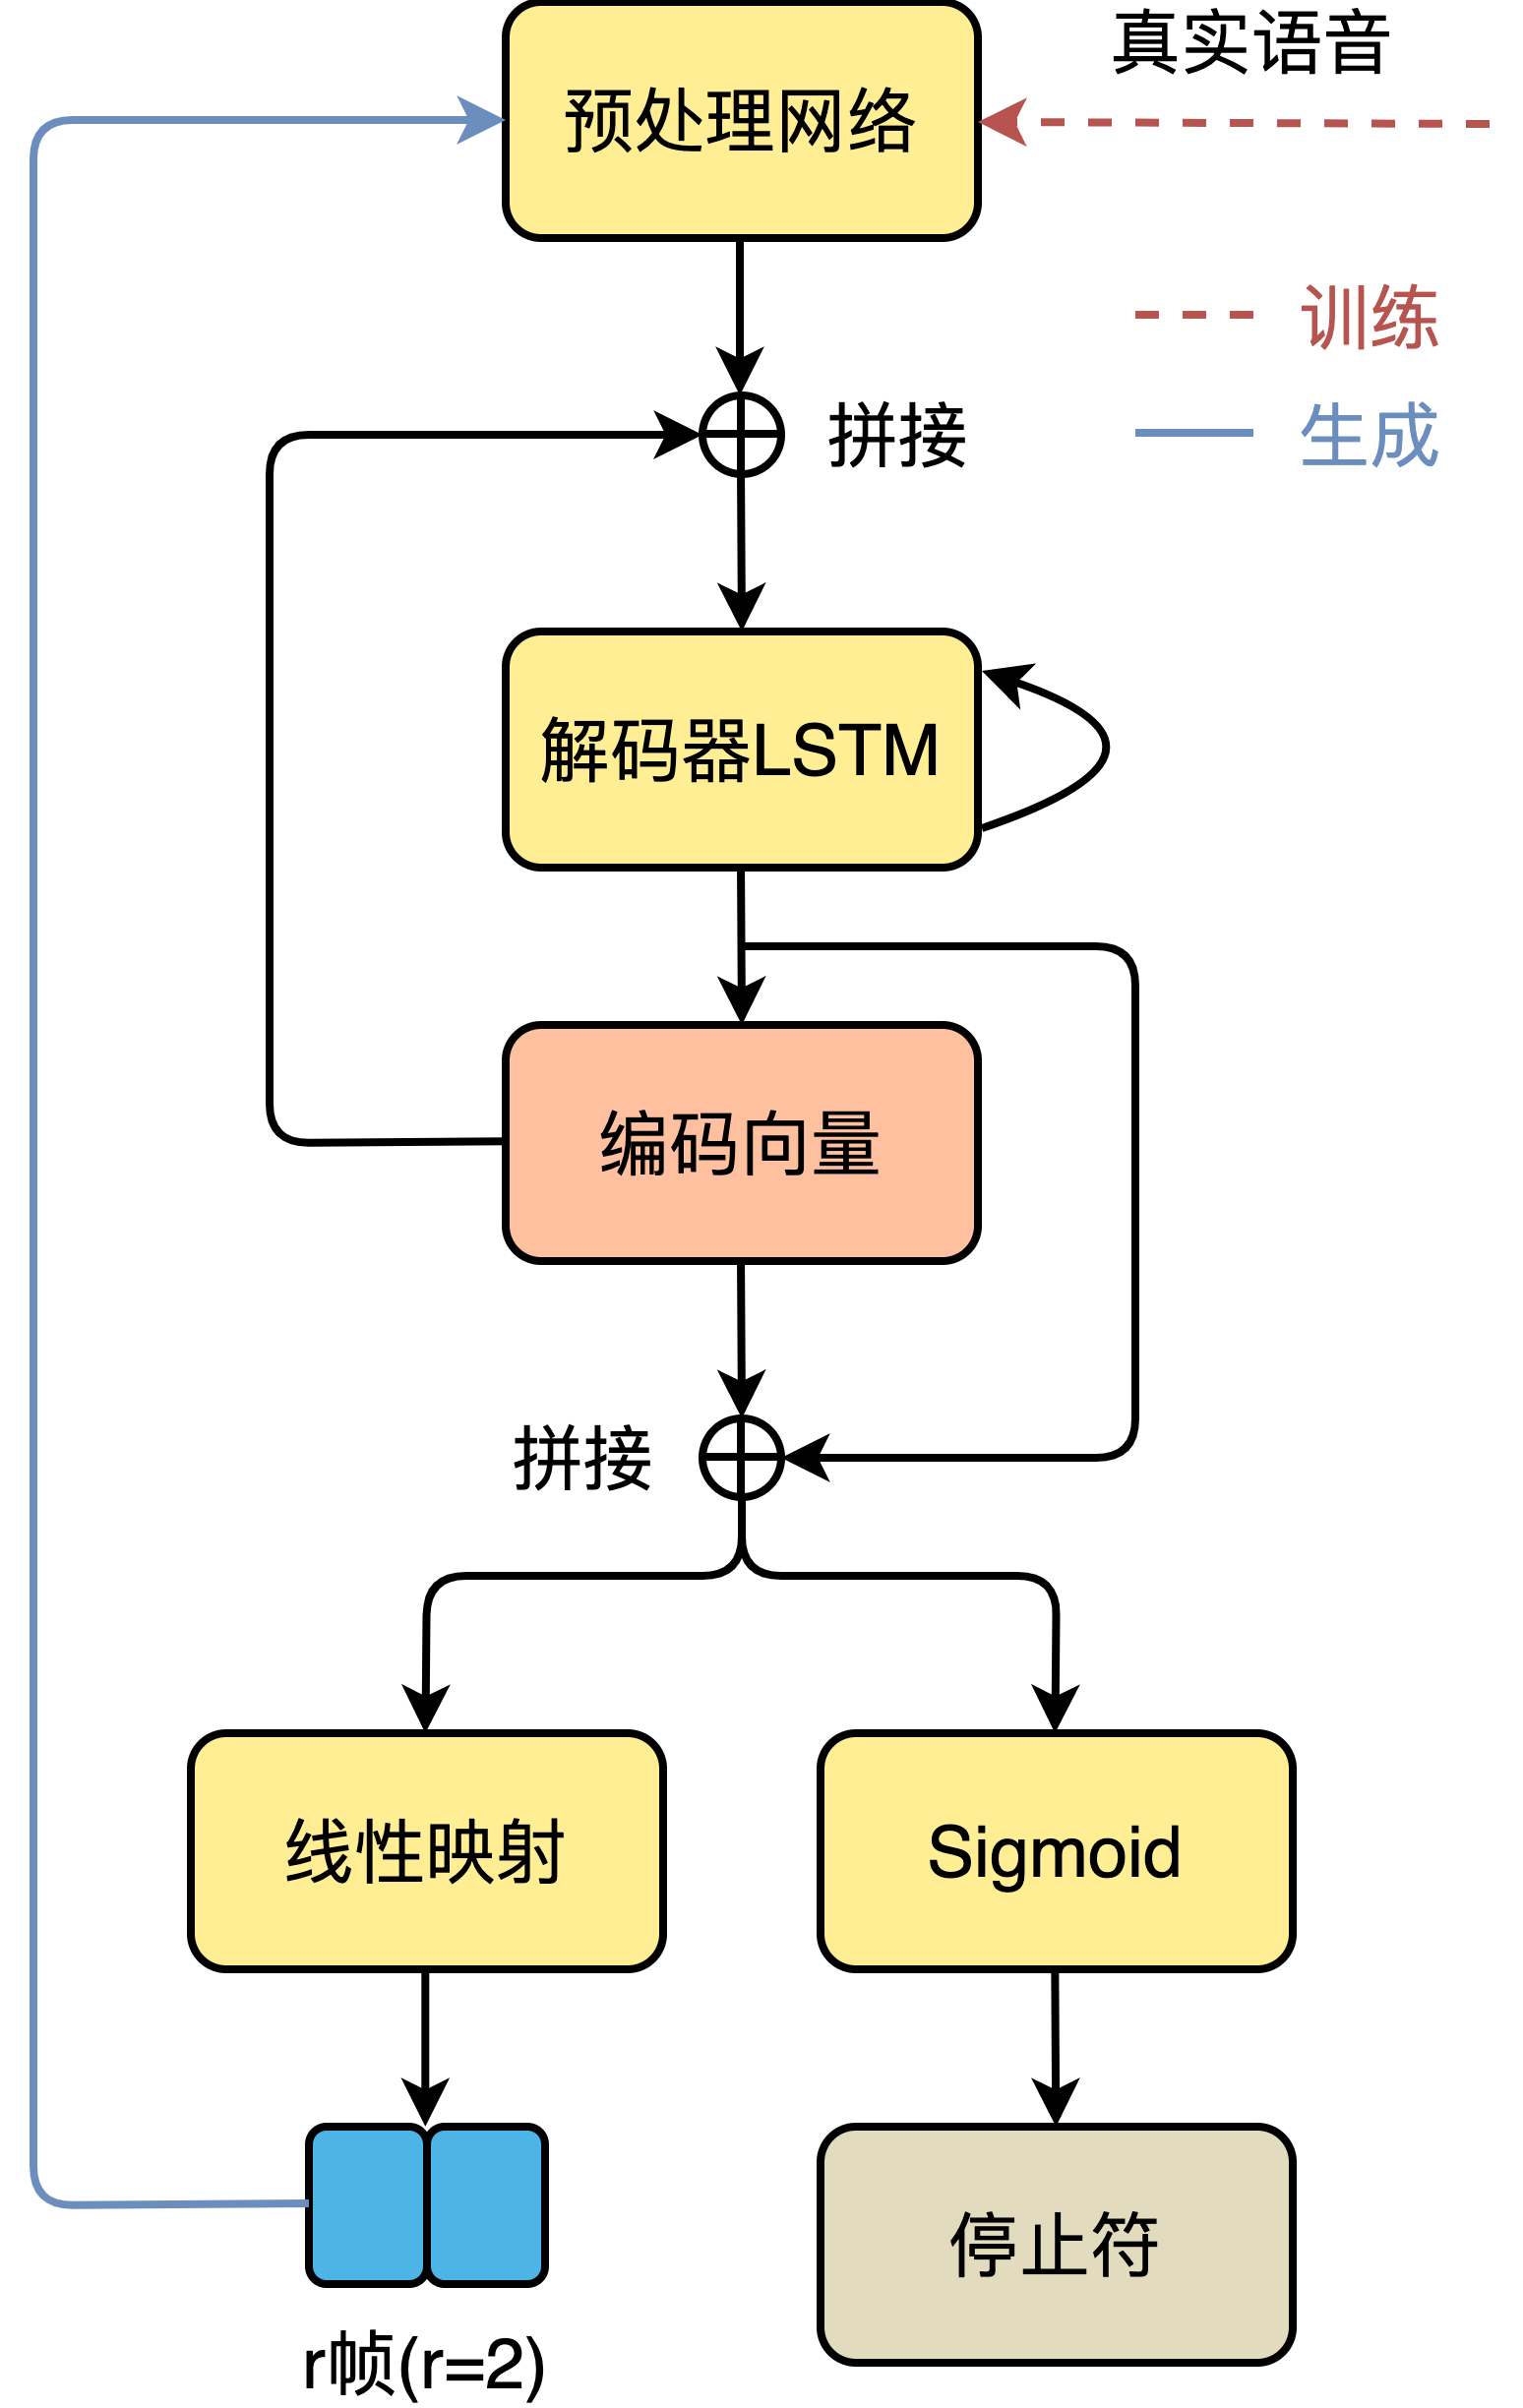 真实语音
预处理网络
训练
生成
拼接
解码器LSTM
编码向量
拼接
线性映射
Sigmoid
停止符
r帧(r=2)